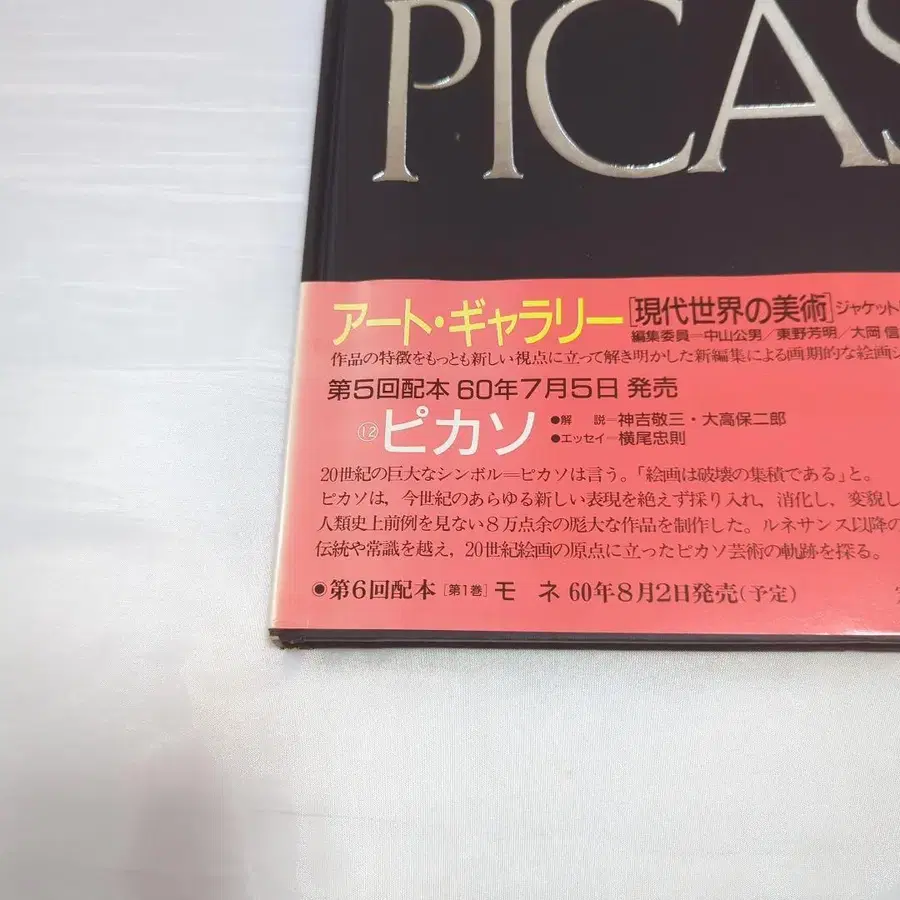 PICAS
アート・ギャラリー[現代世界の美術]ジャケット
編集委員=中山公男/東野芳明/大岡信
作品の特徴をもっとも新しい視点に立って解き明かした新編集による画期的な絵画シ
第5回配本 60年7月5日 発売
⑫ピカソ ●解 説=神吉敬三・大高保二郎
●エッセイ=横尾忠則
20世紀の巨大なシンボル=ピカソは言う。「絵画は破壊の集積である」と。
ピカソは、今世紀のあらゆる新しい表現を絶えず採り入れ、消化し、変貌し
人類史上前例を見ない8万点余の厖大な作品を制作した。ルネサンス以降の
伝統や常識を越え、20世紀絵画の原点に立ったピカソ芸術の軌跡を探る。
●第6回配本[第1巻]モ ネ 60年8月2日発売(予定)